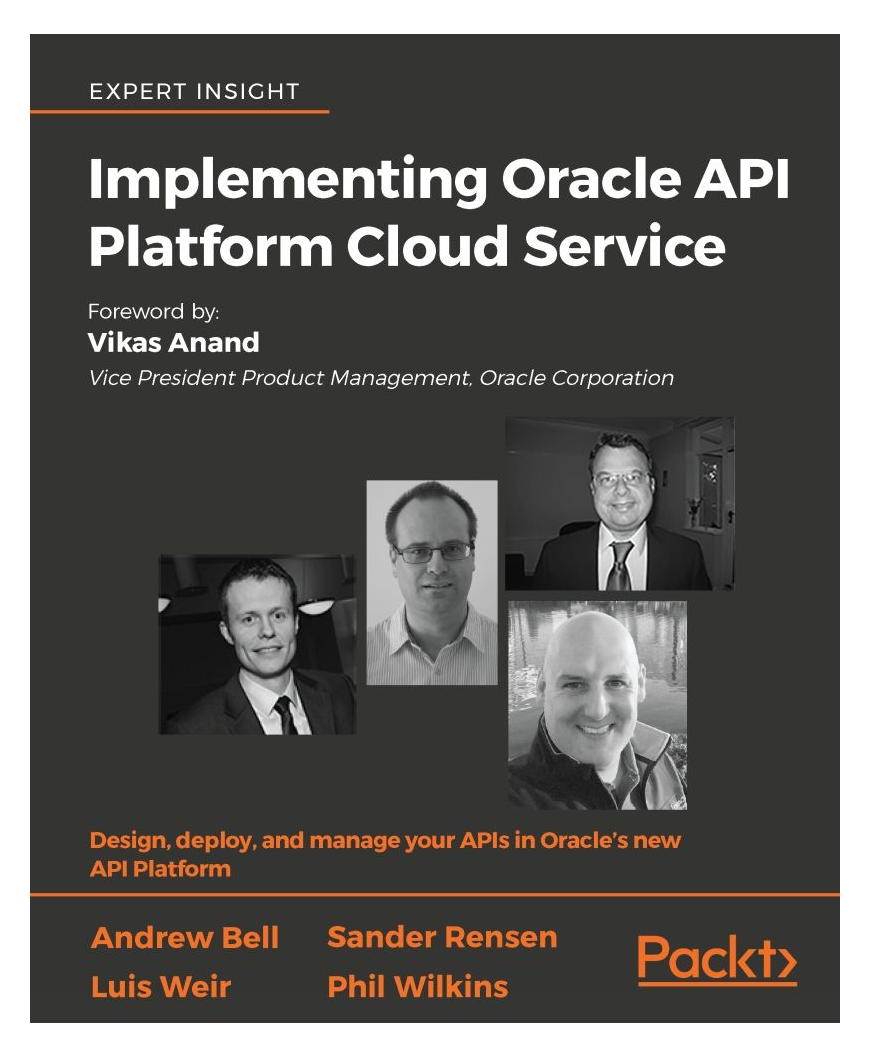 EXPERT INSIGHT
Implementing Oracle API
Platform Cloud Service
Foreword by:
Vikas Anand
Vice President Product Management, Oracle Corporation
Design, deploy, and manage your APIs in Oracle's new
API Platform
Andrew Bell
Sander Rensen
Luis Weir
Phil Wilkins
Packt>